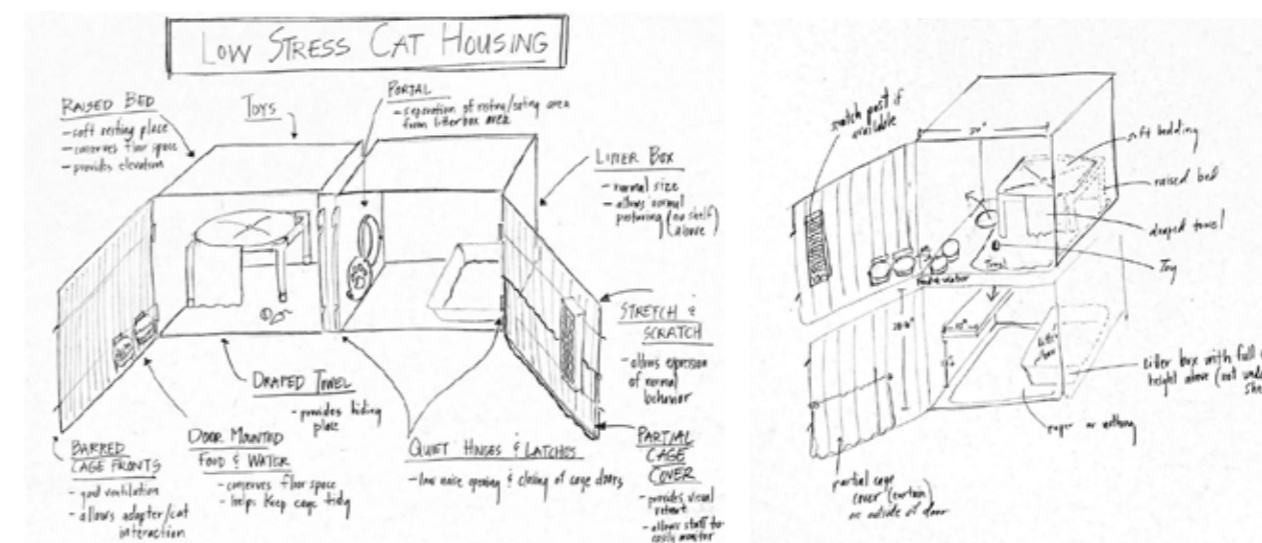 LOW STRESS CAT HOUSING
RAISED BED
- soft resting place
- conserves floor space
- provides elevation
TOYS
PORTAL
- separation of resting/eating area
from litterbox area
LITTER BOX
- normal size
- allows normal
posturing (no shelf
above)
STRETCH &
SCRATCH
- allows expression
of normal
behavior
PARTIAL
CAGE
COVER
- provides visual
retreat
- allows staff to
easily monitor
QUIET HINGES & LATCHES
- low noise opening & closing of cage doors
DRAPED TOWEL
- provides hiding
place
DOOR MOUNTED
FOOD & WATER
- conserves floor space
- helps keep cage tidy
BARRED
CAGE FRONTS
- good ventilation
- allows adopter/cat
interaction
scratch post if
available
soft bedding
raised bed
draped towel
Toy
Towel
food & water
litter
box
litter box with full
height above (not
paper or nothing
partial cage
cover (curtain)
on outside of door